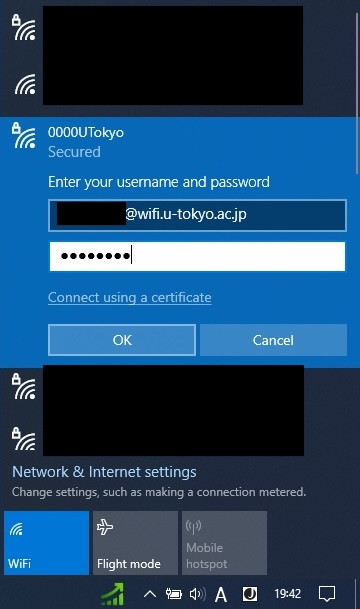 0000UTokyo
Secured
Enter your username and password
@wifi.u-tokyo.ac.jp
●●●●●●●●
Connect using a certificate
OK Cancel
Network & Internet settings
Change settings, such as making a connection metered.
WiFi
Flight mode
Mobile
hotspot
A J 19:42